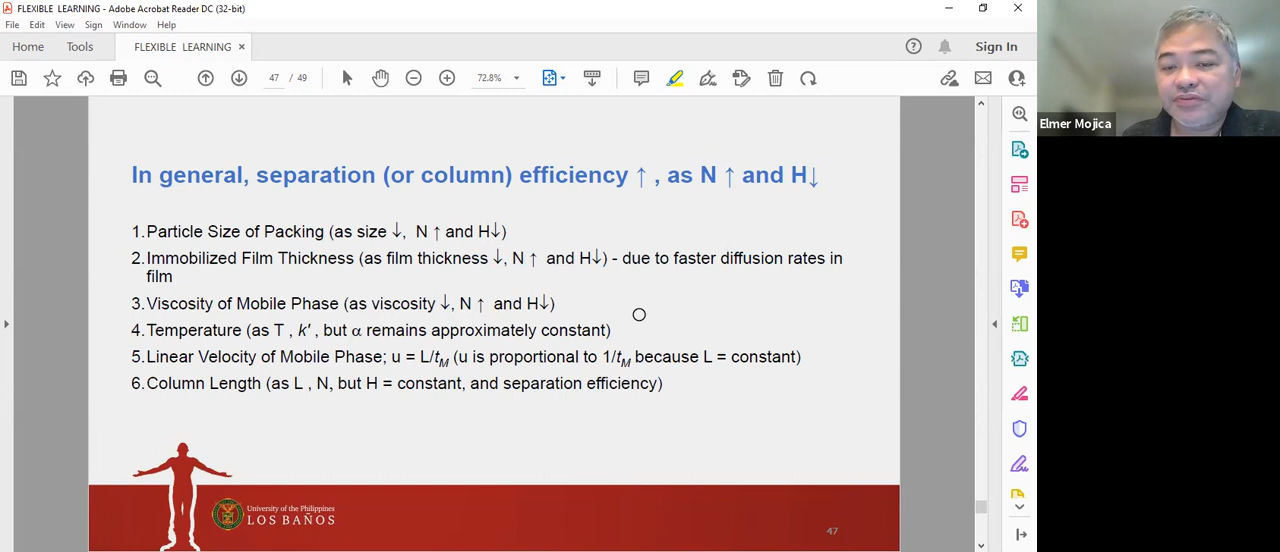 FLEXIBLE LEARNING - Adobe Acrobat Reader DC (32-bit)
File Edit View Sign Window Help
Home Tools FLEXIBLE LEARNING × Sign In
47 / 49 72.8%
Elmer Mojica
In general, separation (or column) efficiency ↑ , as N ↑ and H↓
1.Particle Size of Packing (as size ↓, N ↑ and H↓)
2.Immobilized Film Thickness (as film thickness ↓, N ↑ and H↓) - due to faster diffusion rates in
film
3.Viscosity of Mobile Phase (as viscosity ↓, N ↑ and H↓)
4.Temperature (as T , k' , but α remains approximately constant)
5.Linear Velocity of Mobile Phase; u = L/tM (u is proportional to 1/tM because L = constant)
6.Column Length (as L , N, but H = constant, and separation efficiency)
University of the Philippines
LOS BAÑOS
47